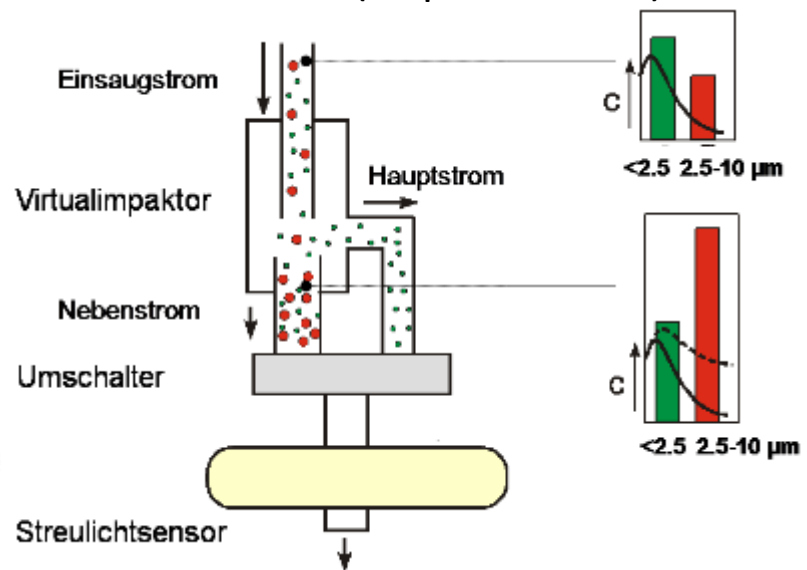 Einsaugstrom
C
<2.5 2.5-10 µm
Hauptstrom
Virtualimpaktor
Nebenstrom
Umschalter
C
<2.5 2.5-10 µm
Streulichtsensor